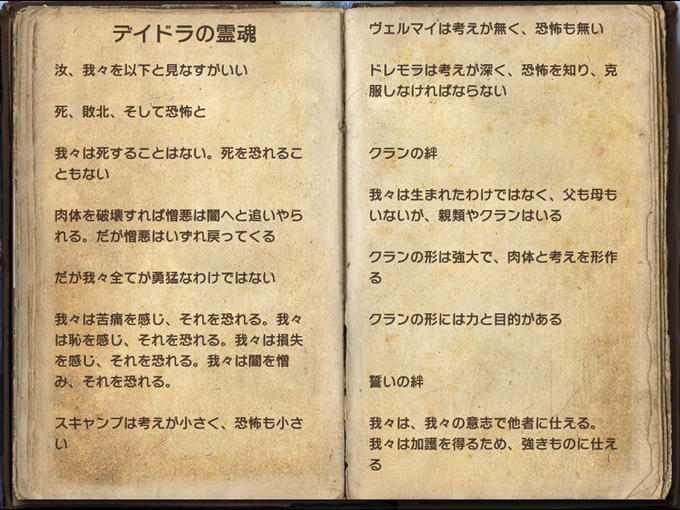 デイドラの霊魂
汝、我々を以下と見なすがいい
死、敗北、そして恐怖と
我々は死することはない。死を恐れるこ
ともない
肉体を破壊すれば憎悪は闇へと追いやら
れる。だが憎悪はいずれ戻ってくる
だが我々全てが勇猛なわけではない
我々は苦痛を感じ、それを恐れる。我々
は恥を感じ、それを恐れる。我々は損失
を感じ、それを恐れる。我々は闇を憎
み、それを恐れる。
スキャンプは考えが小さく、恐怖も小さ
い
ヴェルマイは考えが無く、恐怖も無い
ドレモラは考えが深く、恐怖を知り、克
服しなければならない
クランの絆
我々は生まれたわけではなく、父も母も
いないが、親類やクランはいる
クランの形は強大で、肉体と考えを形作
る
クランの形には力と目的がある
誓いの絆
我々は、我々の意志で他者に仕える。
我々は加護を得るため、強きものに仕え
る